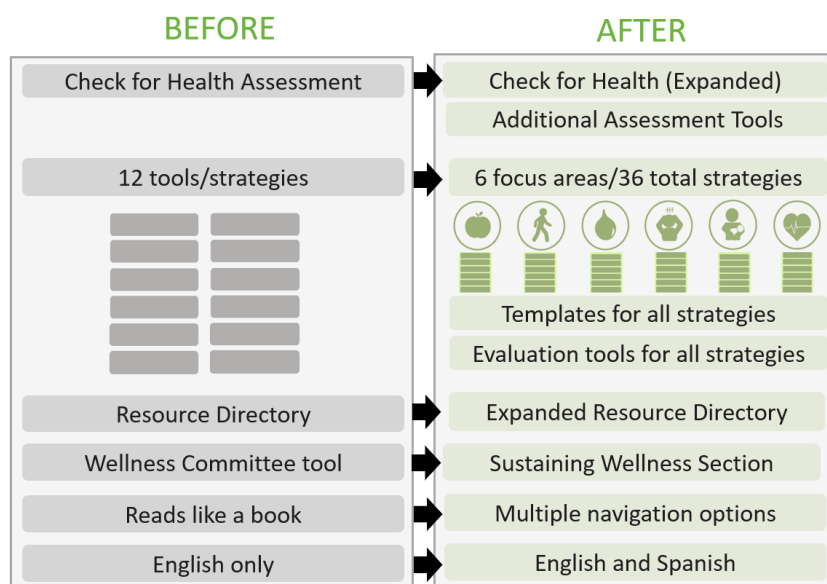 BEFORE
AFTER
Check for Health Assessment
Check for Health (Expanded)
Additional Assessment Tools
12 tools/strategies
6 focus areas/36 total strategies
Templates for all strategies
Evaluation tools for all strategies
Resource Directory
Expanded Resource Directory
Wellness Committee tool
Sustaining Wellness Section
Reads like a book
Multiple navigation options
English only
English and Spanish